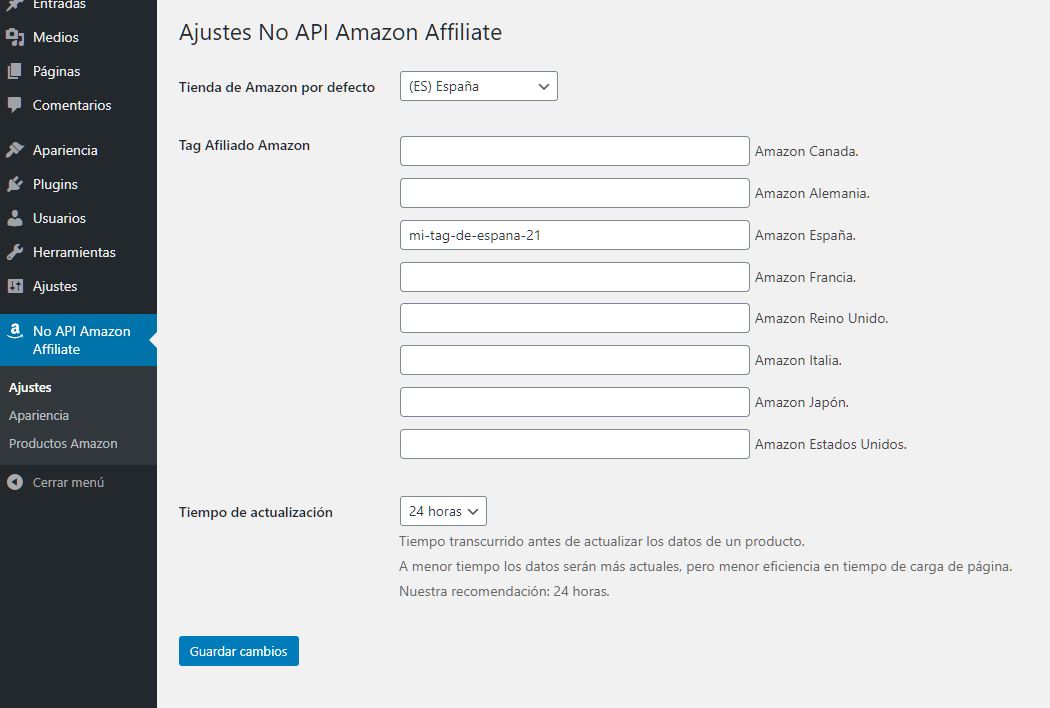 Entradas
Medios
Páginas
Comentarios
Apariencia
Plugins
Usuarios
Herramientas
Ajustes
No API Amazon
Affiliate
Ajustes
Apariencia
Productos Amazon
Cerrar menú
Ajustes No API Amazon Affiliate
Tienda de Amazon por defecto
(ES) España
Tag Afiliado Amazon
Amazon Canada.
Amazon Alemania.
mi-tag-de-espana-21 Amazon España.
Amazon Francia.
Amazon Reino Unido.
Amazon Italia.
Amazon Japón.
Amazon Estados Unidos.
Tiempo de actualización
24 horas
Tiempo transcurrido antes de actualizar los datos de un producto.
A menor tiempo los datos serán más actuales, pero menor eficiencia en tiempo de carga de página.
Nuestra recomendación: 24 horas.
Guardar cambios